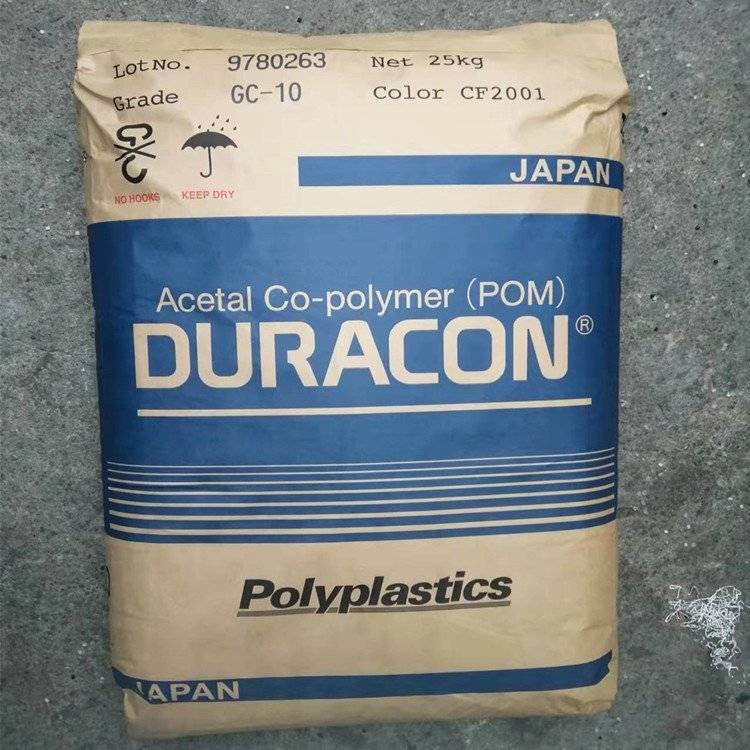 Lot No. 9780263 Net 25kg
Grade GC-10 Color CF2001
NO HOOKS KEEP DRY
JAPAN
Acetal Co-polymer (POM)
DURACON®
Polyplastics
JAPAN